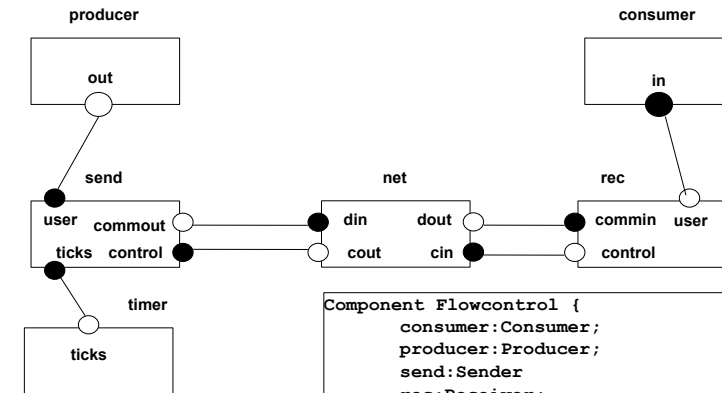 producer
consumer
out
in
send
net
rec
user
commout
din
dout
commin
user
ticks
control
cout
cin
control
timer
ticks
Component Flowcontrol {
consumer:Consumer;
producer:Producer;
send:Sender